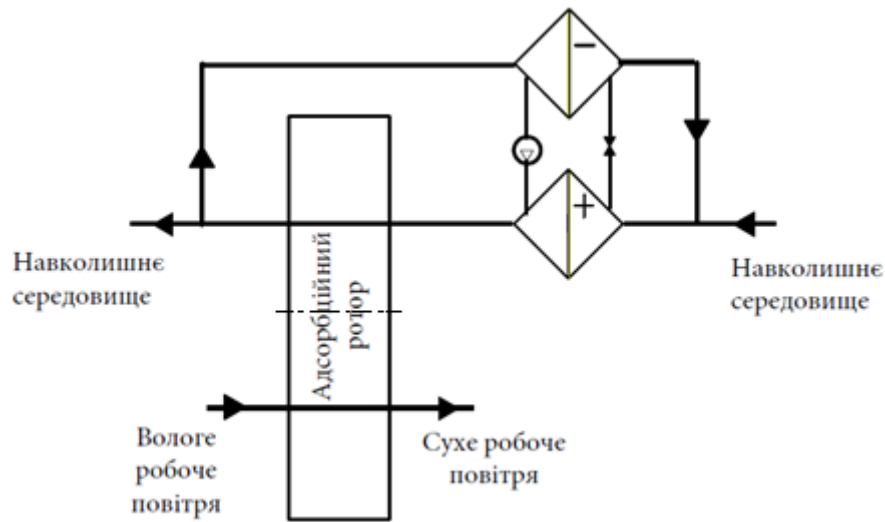 −
+
Навколишнє
середовище
Навколишнє
середовище
Адсорбційний
ротор
Вологе
робоче
повітря
Сухе робоче
повітря